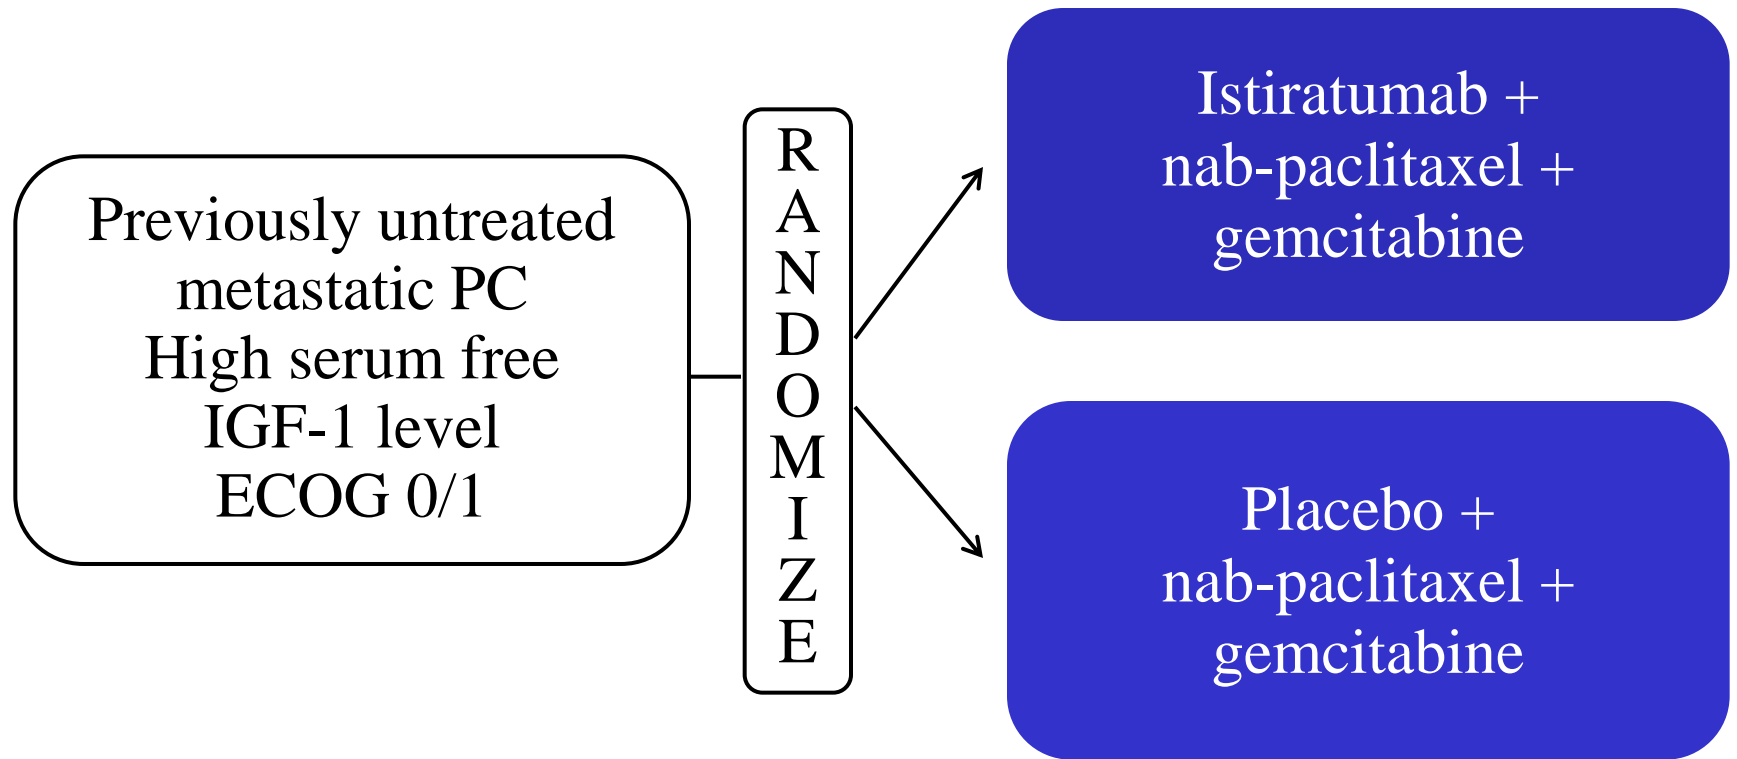 Previously untreated
metastatic PC
High serum free
IGF-1 level
ECOG 0/1
R
A
N
D
O
M
I
Z
E
Istiratumab +
nab-paclitaxel +
gemcitabine
Placebo +
nab-paclitaxel +
gemcitabine